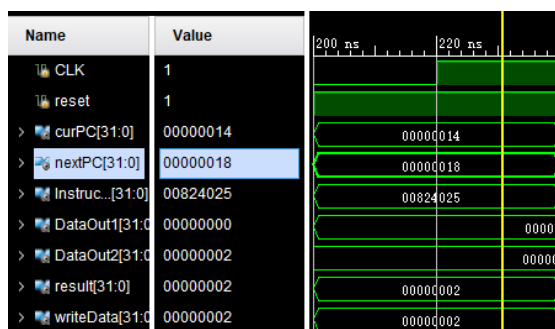 Name Value 200 ns 220 ns
CLK 1
reset 1
curPC[31:0] 00000014 00000014
nextPC[31:0] 00000018 00000018
Instruc...[31:0] 00824025 00824025
DataOut1[31:0 00000000 0000
DataOut2[31:0 00000002 0000
result[31:0] 00000002 00000002
writeData[31:0 00000002 00000002